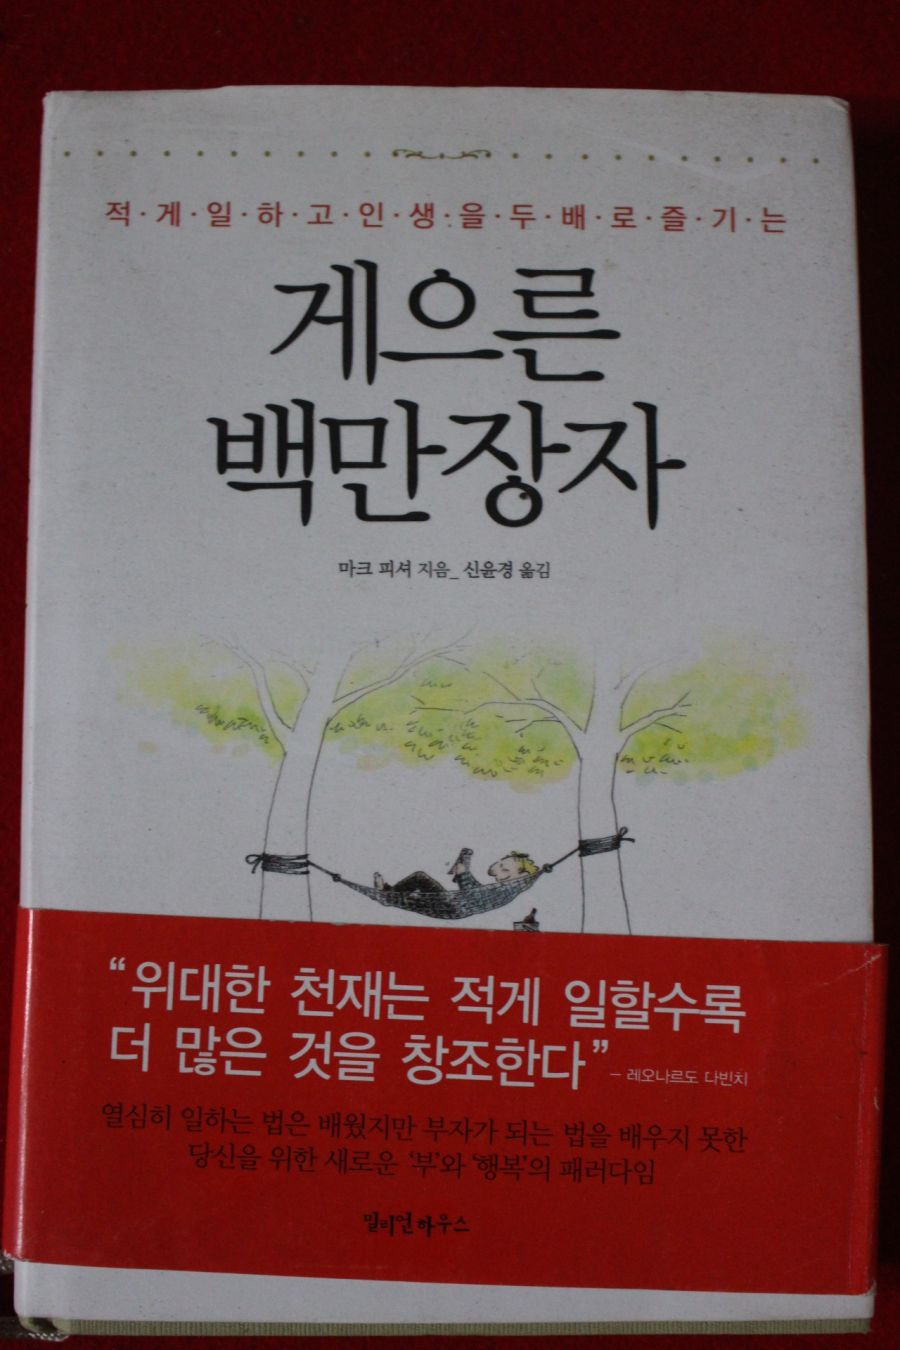 적·게·일·하·고·인·생·을·두·배·로·즐·기·는
게으른
백만장자
마크 피셔 지음_ 신윤경 옮김
“위대한 천재는 적게 일할수록
더 많은 것을 창조한다” - 레오나르도 다빈치
열심히 일하는 법은 배웠지만 부자가 되는 법을 배우지 못한
당신을 위한 새로운 ‘부’와 ‘행복’의 패러다임
밀리언하우스